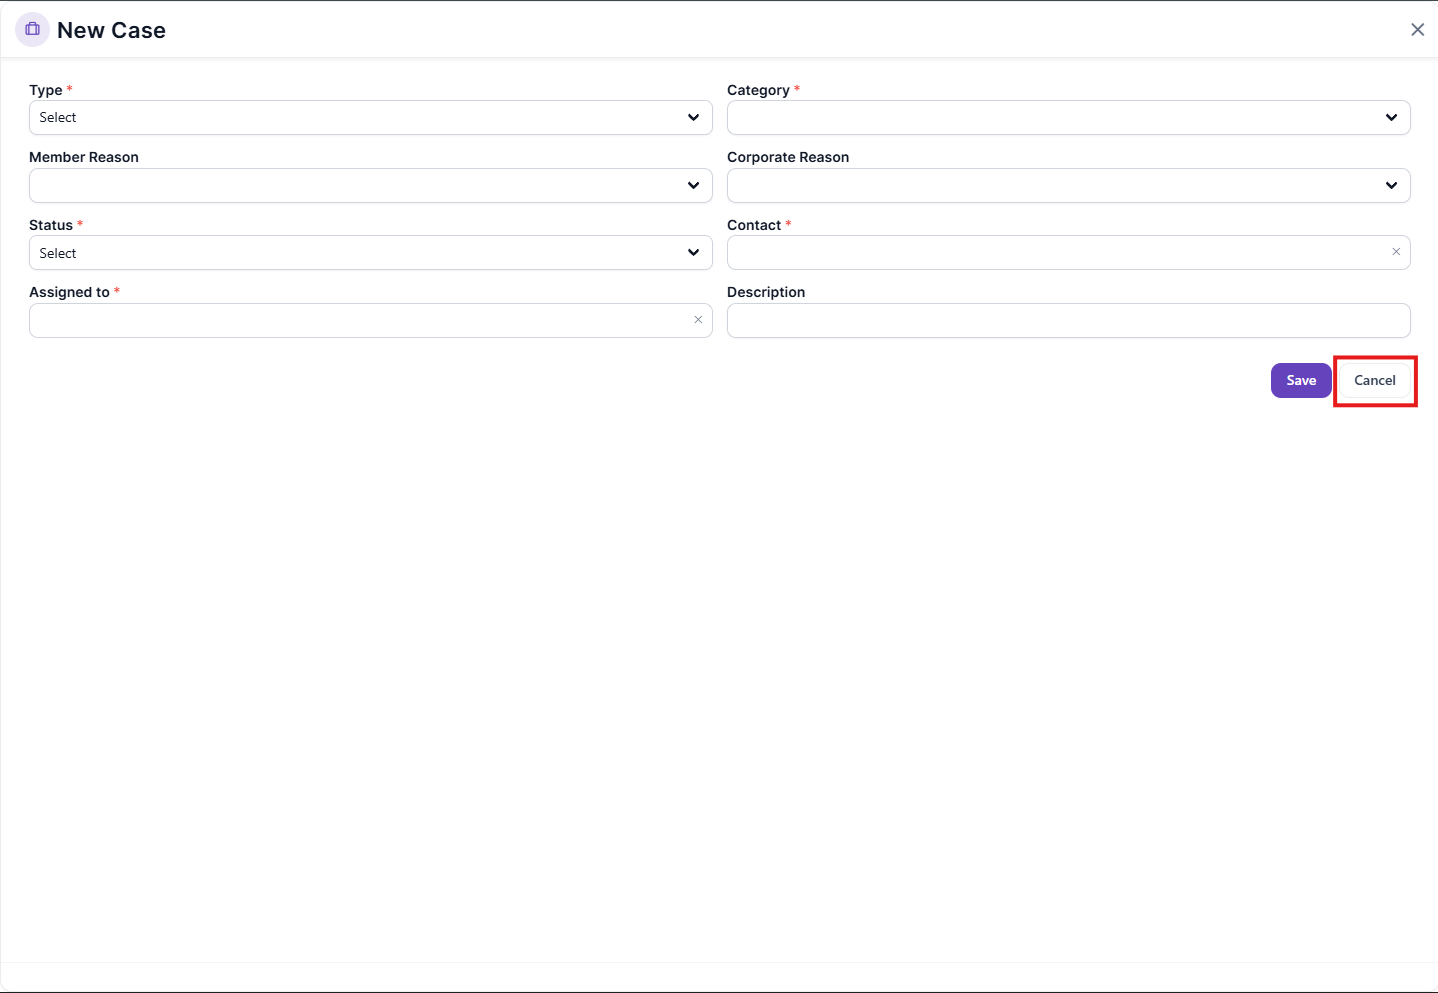 New Case
Type *
Category *
Select
Member Reason
Corporate Reason
Status *
Contact *
Select
Assigned to *
Description
Save
Cancel